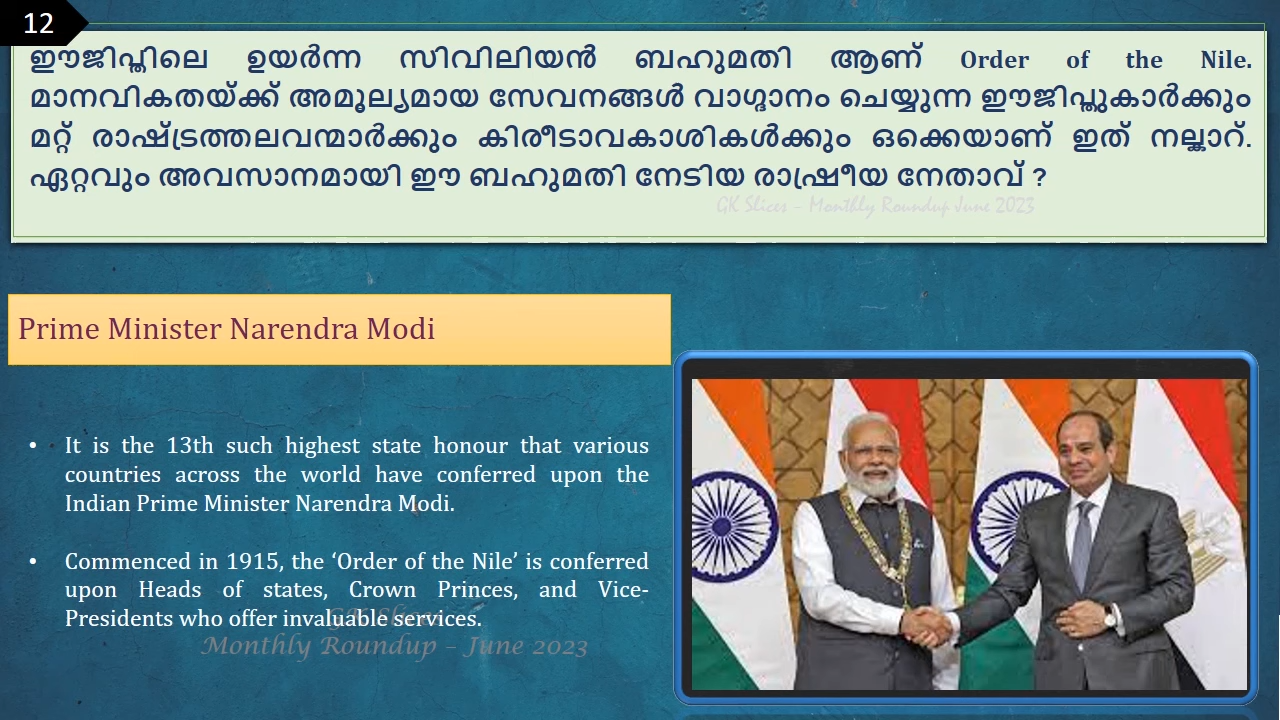 12
ഈജിപ്തിലെ ഉയർന്ന സിവിലിയൻ ബഹുമതി ആണ് Order of the Nile.
മാനവികതയ്ക്ക് അമൂല്യമായ സേവനങ്ങൾ വാഗ്ദാനം ചെയ്യുന്ന ഈജിപ്തുകാർക്കും
മറ്റ് രാഷ്ട്രത്തലവന്മാർക്കും കിരീടാവകാശികൾക്കും ഒക്കെയാണ് ഇത് നല്കാറ്.
ഏറ്റവും അവസാനമായി ഈ ബഹുമതി നേടിയ രാഷ്ട്രീയ നേതാവ് ?
GK Slices – Monthly Roundup June 2023
Prime Minister Narendra Modi
• It is the 13th such highest state honour that various
countries across the world have conferred upon the
Indian Prime Minister Narendra Modi.
• Commenced in 1915, the ‘Order of the Nile’ is conferred
upon Heads of states, Crown Princes, and Vice-
Presidents who offer invaluable services.
GK Slices
Monthly Roundup – June 2023